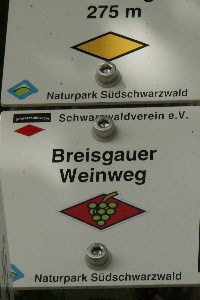 275 m
Naturpark Südschwarzwald
Schwarzwaldverein e.V.
Breisgauer
Weinweg
Naturpark Südschwarzwald